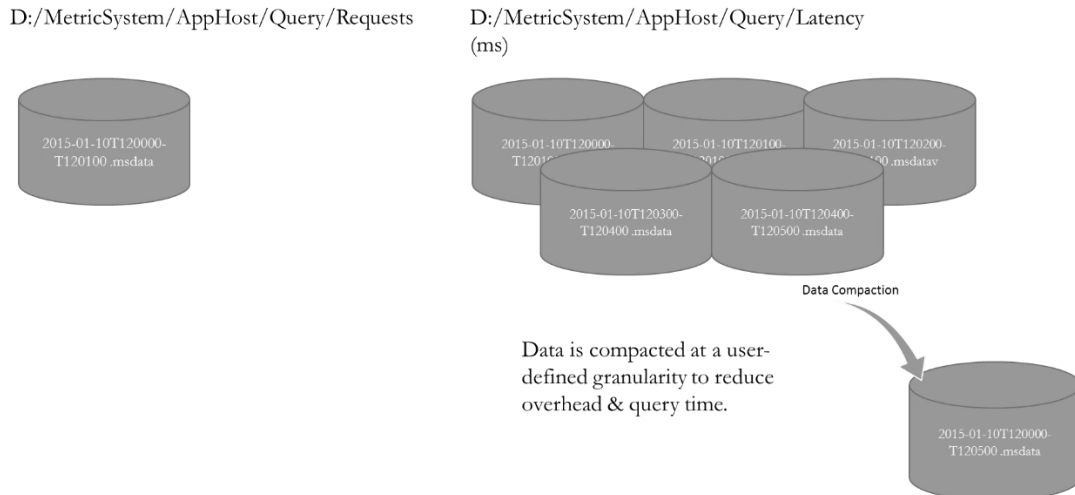 D:/MetricSystem/AppHost/Query/Requests
D:/MetricSystem/AppHost/Query/Latency
(ms)
2015-01-10T120000-
T120100 .msdata
2015-01-10T120000-
2015-01-10T120100-
2015-01-10T120200-
.msdatav
2015-01-10T120300-
T120400 .msdata
2015-01-10T120400-
T120500 .msdata
Data Compaction
Data is compacted at a user-
defined granularity to reduce
overhead & query time.
2015-01-10T120000-
T120500 .msdata